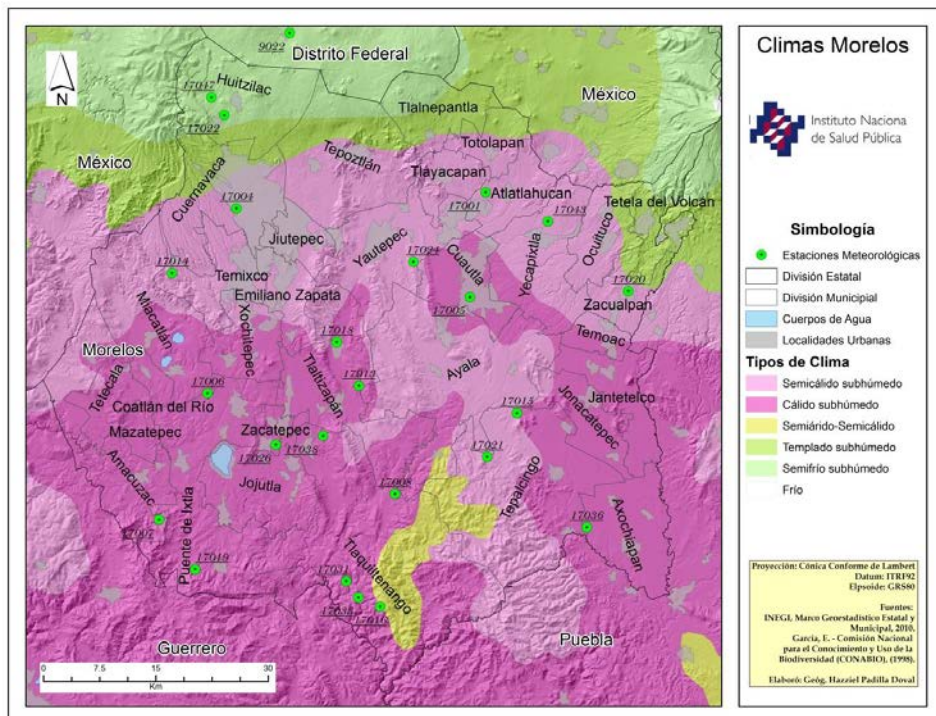 Climas Morelos
Instituto Naciona
de Salud Pública
Simbología
Estaciones Meteorológicas
División Estatal
División Municipal
Cuerpos de Agua
Localidades Urbanas
Tipos de Clima
Semicálido subhúmedo
Cálido subhúmedo
Semiárido-Semicálido
Templado subhúmedo
Semifrío subhúmedo
Frío
Proyección: Cónica Conforme de Lambert
Datum: ITRF92
Elpsoide: GRS80
Fuentes:
INEGI, Marco Geoestadístico Estatal y
Municipal, 2010.
García, E. - Comisión Nacional
para el Conocimiento y Uso de la
Biodiversidad (CONABIO), (1998).
Elaboró: Geóg. Hazziel Padilla Doval
N
9022
Distrito Federal
17047
Huitzilac
17022
México
Tlalnepantla
México
Totolapan
Tepoztlán
Tlayacapan
Cuernavaca
17004
Atlatlahucan
17001
17043
Tetela del Volcán
Ocuituco
Yecapixtla
Jiutepec
Yautepec
17024
Cuautla
17014
Temixco
17020
Emiliano Zapata
17005
Zacualpan
Miacatlán
Xochitepec
Temoac
17018
Morelos
Tlaltizapán
Ayala
Tetecala
17013
17006
Jonacatepec
Jantetelco
Coatlán del Río
17015
Mazatepec
Zacatepec
17026
17038
17021
Tepalcingo
Amacuzac
Jojutla
17008
Puente de Ixtla
17007
17036
Axochiapan
17019
Tlaquiltenango
17031
Puebla
Guerrero
0 7.5 15 30
Km